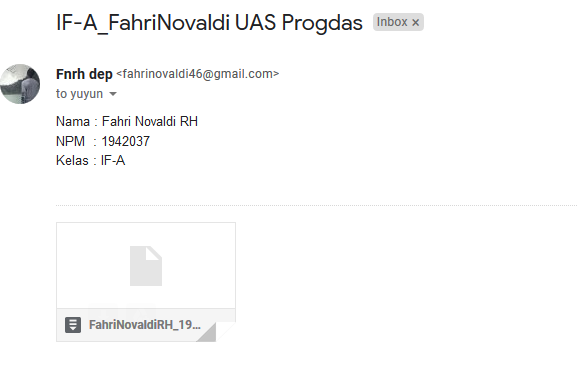 IF-A_FahriNovaldi UAS Progdas Inbox ×
Fnrh dep <fahrinovaldi46@gmail.com>
to yuyun
Nama : Fahri Novaldi RH
NPM : 1942037
Kelas : IF-A
FahriNovaldiRH_19...